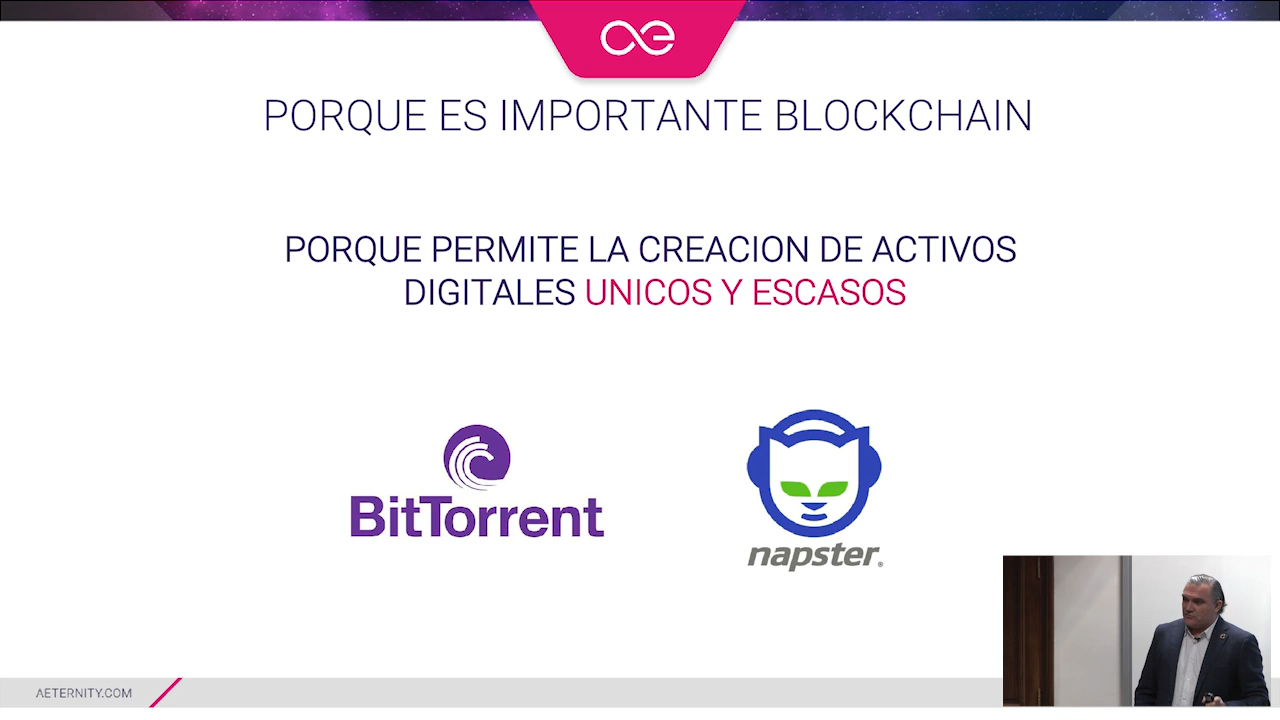 PORQUE ES IMPORTANTE BLOCKCHAIN
PORQUE PERMITE LA CREACION DE ACTIVOS
DIGITALES UNICOS Y ESCASOS
BitTorrent
napster®
AETERNITY.COM